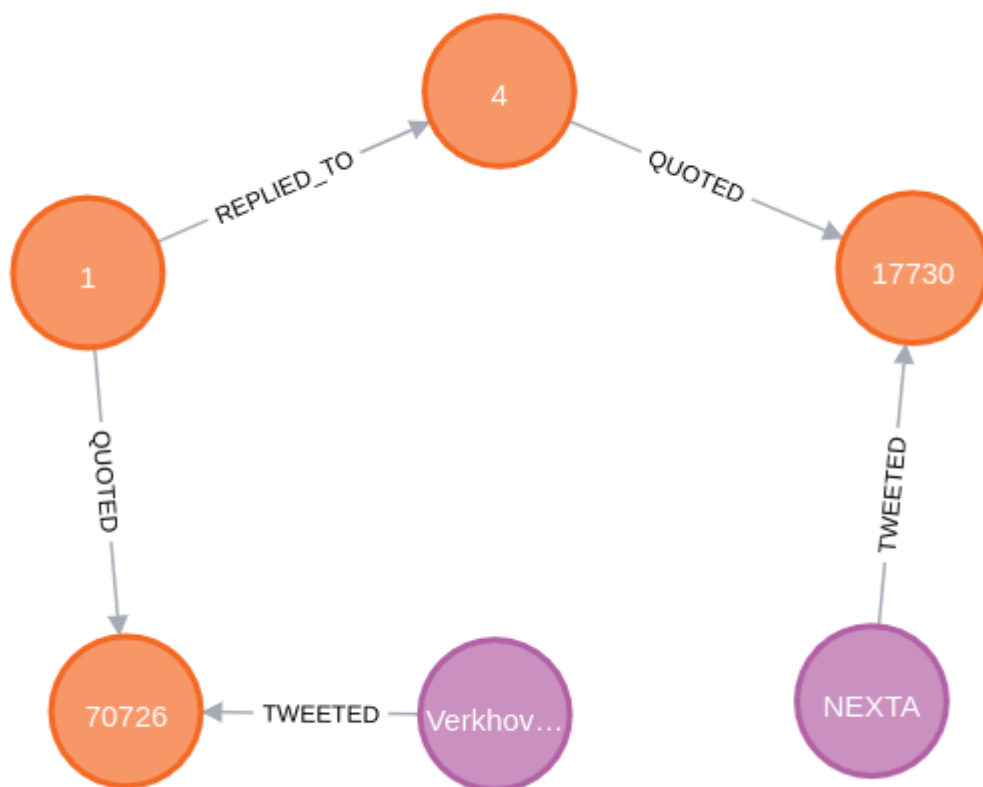 4
REPLIED_TO
QUOTED
1
17730
QUOTED
TWEETED
70726
TWEETED
Verkhov…
NEXTA